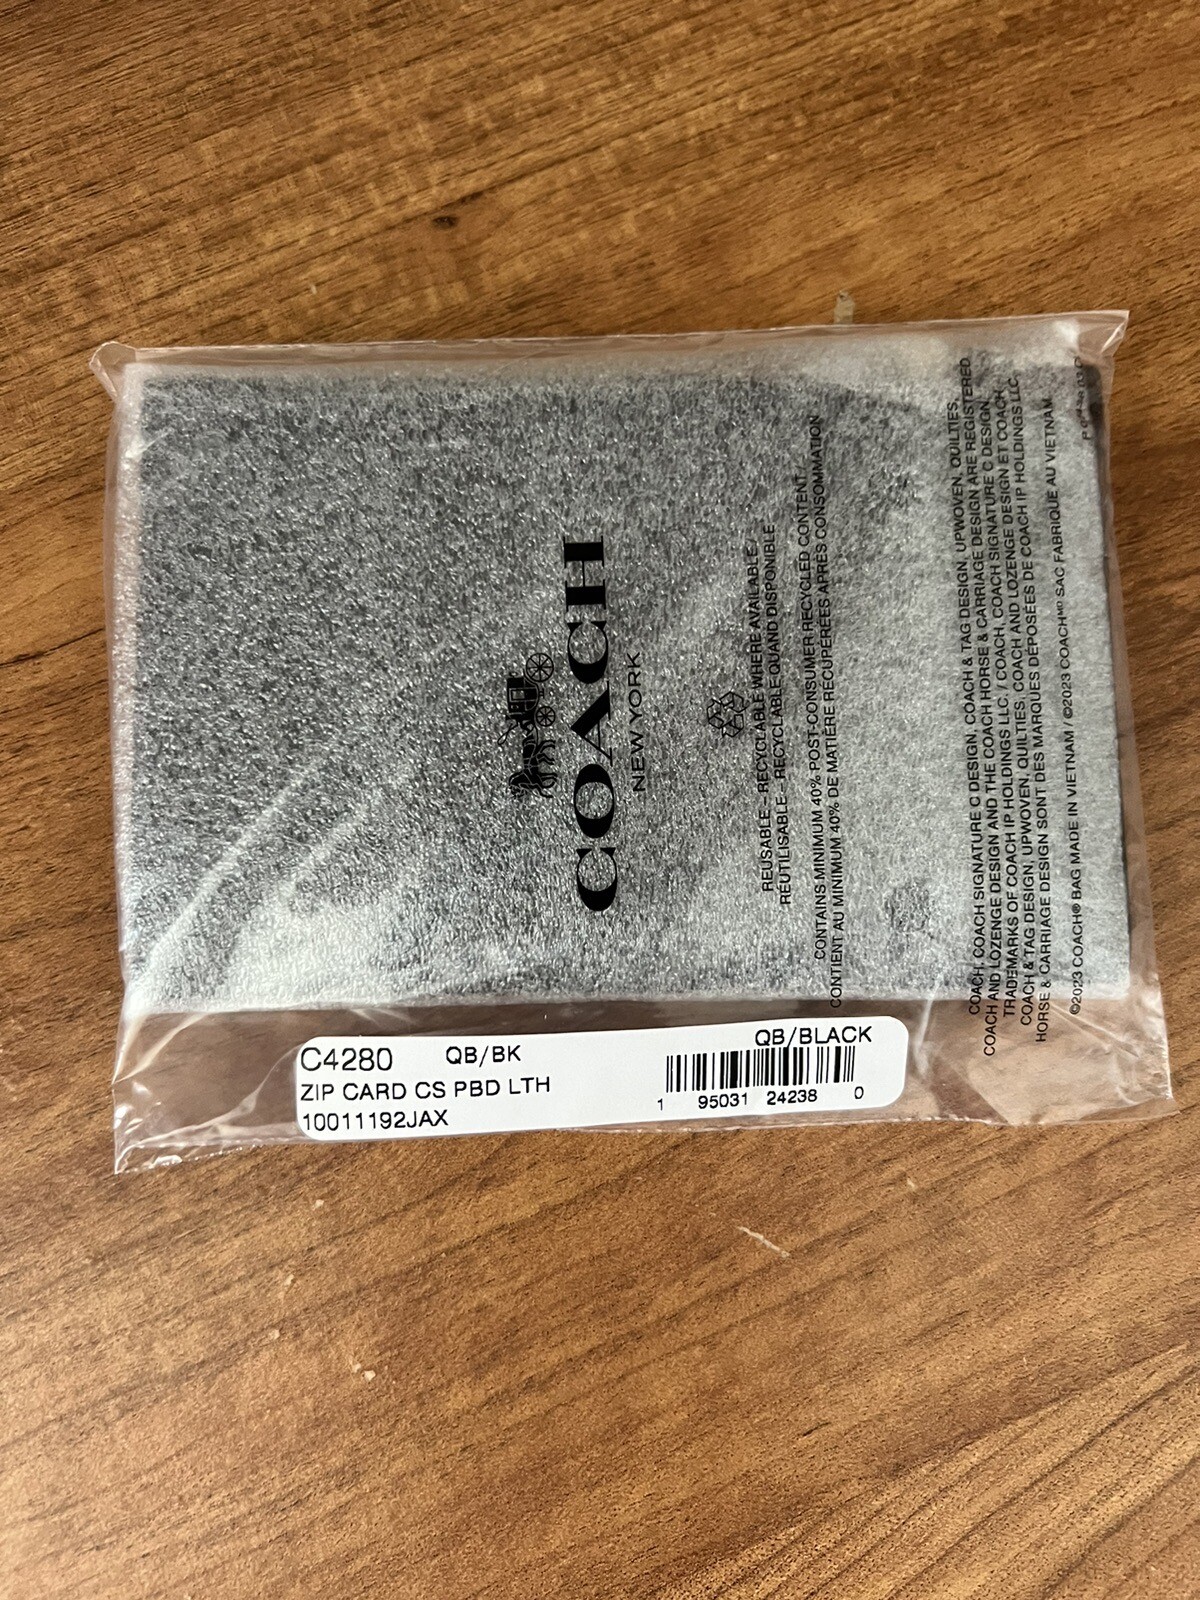 COACH
NEW YORK
REUSABLE – RECYCLABLE WHERE AVAILABLE /
RÉUTILISABLE – RECYCLABLE QUAND DISPONIBLE
CONTAINS MINIMUM 40% POST-CONSUMER RECYCLED CONTENT
CONTIENT AU MINIMUM 40% DE MATIÈRE RÉCUPÉRÉES APRÈS CONSOMMATION
COACH, COACH SIGNATURE C DESIGN, COACH & TAG DESIGN, UPWOVEN, QUILTIES,
COACH AND LOZENGE DESIGN AND THE COACH HORSE & CARRIAGE DESIGN ARE REGISTERED
TRADEMARKS OF COACH IP HOLDINGS LLC. / COACH, COACH SIGNATURE C DESIGN,
COACH & TAG DESIGN, UPWOVEN, QUILTIES, COACH AND LOZENGE DESIGN ET COACH
HORSE & CARRIAGE DESIGN SONT DES MARQUES DÉPOSÉES DE COACH IP HOLDINGS LLC.
©2023 COACH® BAG MADE IN VIETNAM / ©2023 COACHᴹᴰ SAC FABRIQUÉ AU VIETNAM
C4280 QB/BK
ZIP CARD CS PBD LTH
10011192JAX
QB/BLACK
1 95031 24238 0